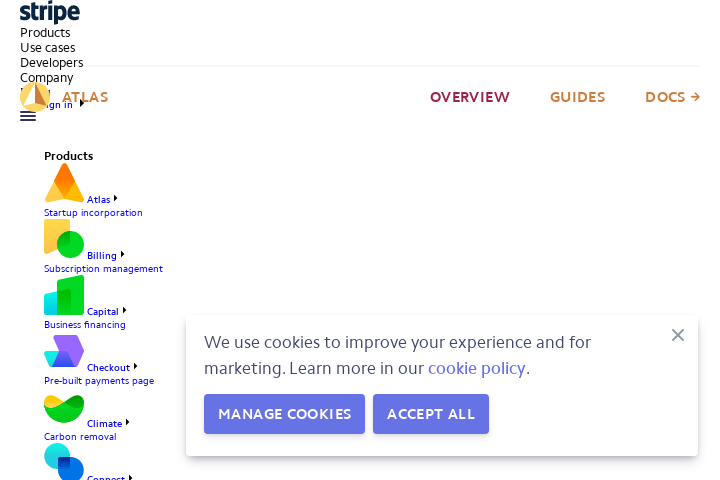 stripe
Products
Use cases
Developers
Company
ATLAS
OVERVIEW
GUIDES
DOCS →
Sign in
Products
Atlas
Startup incorporation
Billing
Subscription management
Capital
Business financing
Checkout
Pre-built payments page
Climate
Carbon removal
Connect
We use cookies to improve your experience and for
marketing. Learn more in our cookie policy.
MANAGE COOKIES
ACCEPT ALL